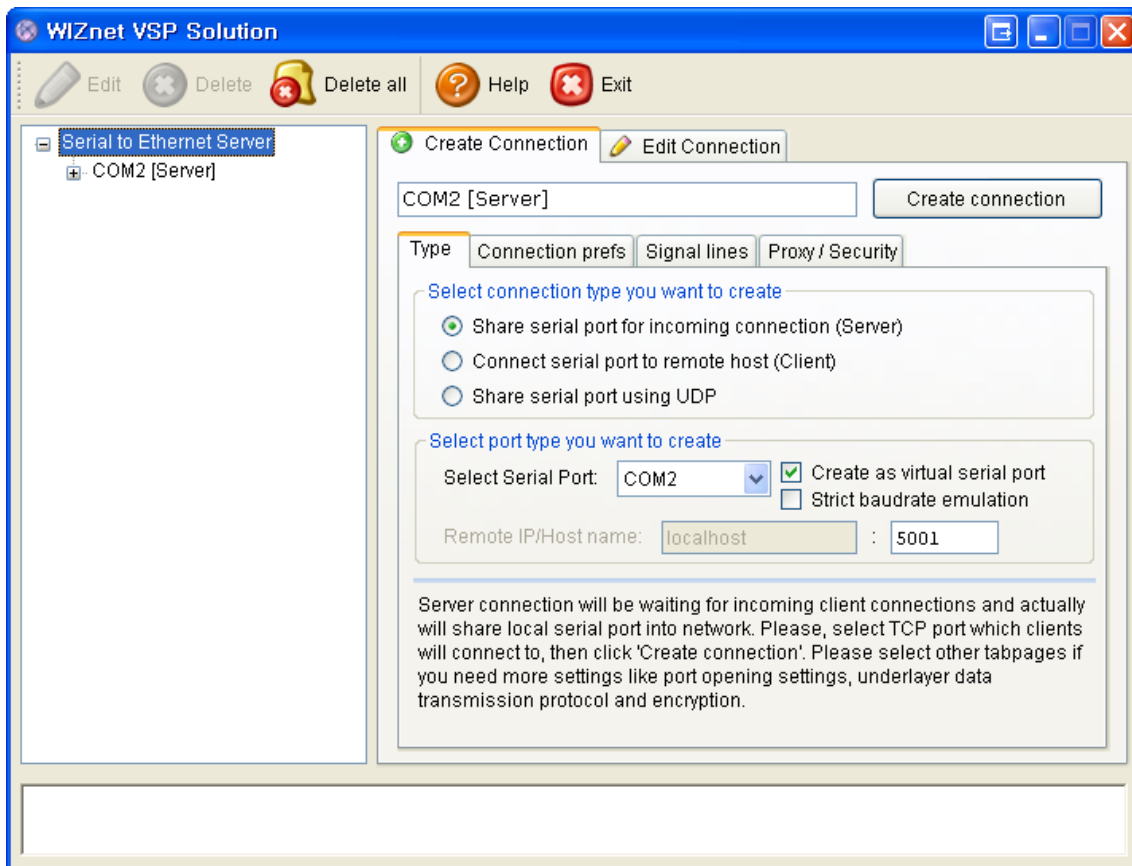 WIZnet VSP Solution
Edit Delete Delete all Help Exit
Serial to Ethernet Server
COM2 [Server]
Create Connection Edit Connection
COM2 [Server] Create connection
Type Connection prefs Signal lines Proxy / Security
Select connection type you want to create
Share serial port for incoming connection (Server)
Connect serial port to remote host (Client)
Share serial port using UDP
Select port type you want to create
Select Serial Port: COM2 Create as virtual serial port
Strict baudrate emulation
Remote IP/Host name: localhost : 5001
Server connection will be waiting for incoming client connections and actually
will share local serial port into network. Please, select TCP port which clients
will connect to, then click 'Create connection'. Please select other tabpages if
you need more settings like port opening settings, underlayer data
transmission protocol and encryption.